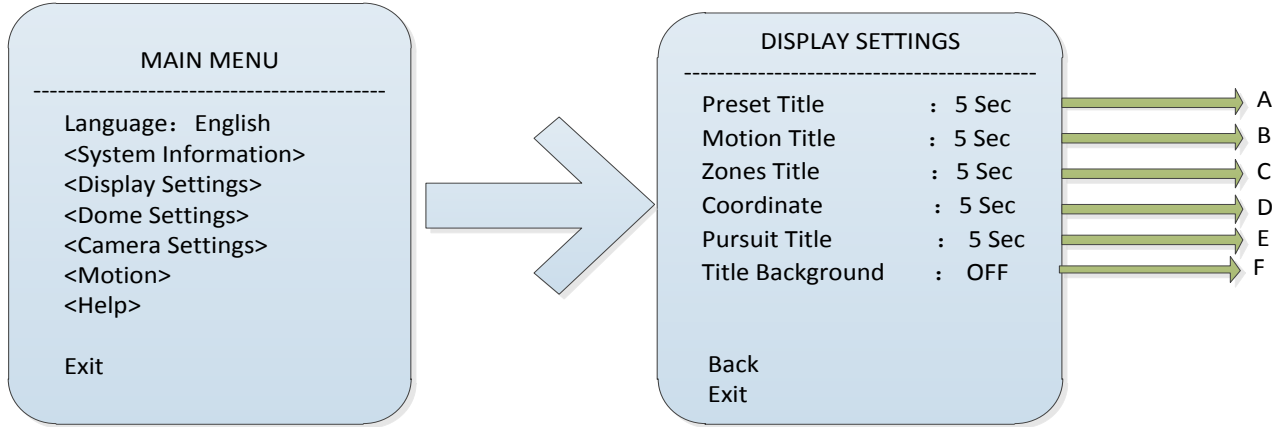 MAIN MENU
------------------------------------------
Language： English
<System Information>
<Display Settings>
<Dome Settings>
<Camera Settings>
<Motion>
<Help>
Exit
DISPLAY SETTINGS
------------------------------------------
Preset Title ： 5 Sec
Motion Title ： 5 Sec
Zones Title ： 5 Sec
Coordinate ： 5 Sec
Pursuit Title ： 5 Sec
Title Background ： OFF
Back
Exit
A
B
C
D
E
F